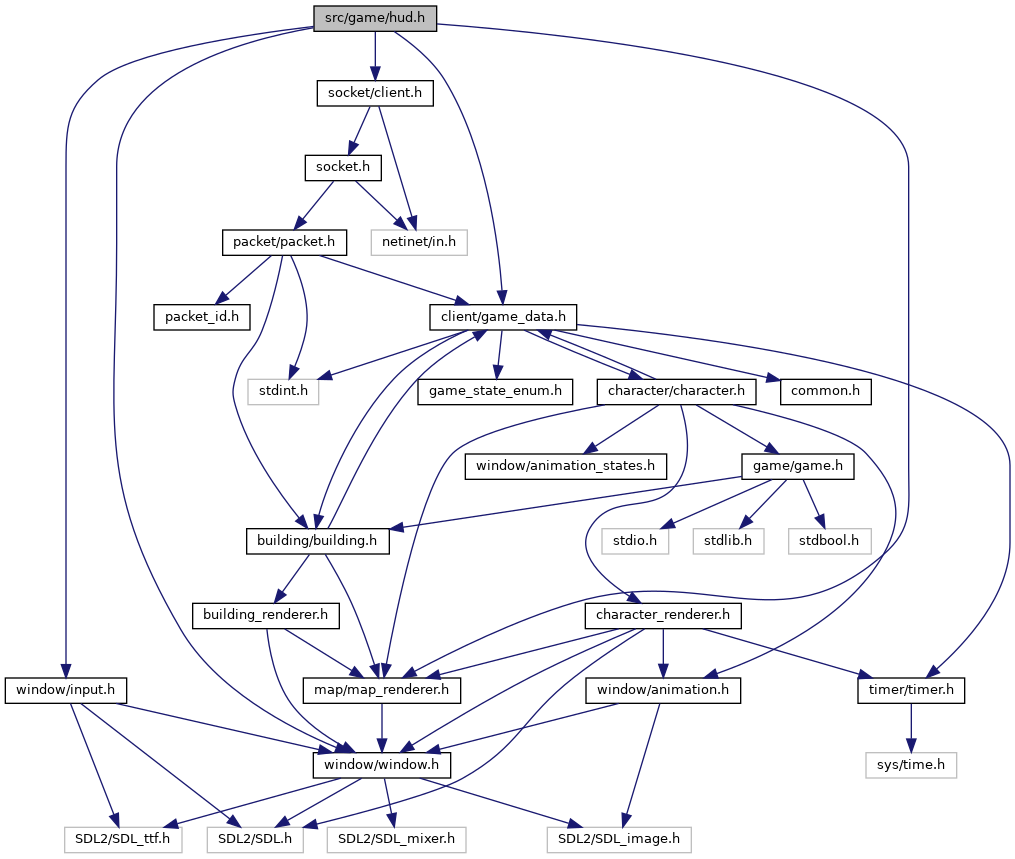 src/game/hud.h
socket/client.h
socket.h
packet/packet.h
netinet/in.h
packet_id.h
client/game_data.h
stdint.h
game_state_enum.h
character/character.h
common.h
window/animation_states.h
game/game.h
building/building.h
stdio.h
stdlib.h
stdbool.h
building_renderer.h
character_renderer.h
window/input.h
map/map_renderer.h
window/animation.h
timer/timer.h
window/window.h
sys/time.h
SDL2/SDL_ttf.h
SDL2/SDL.h
SDL2/SDL_mixer.h
SDL2/SDL_image.h